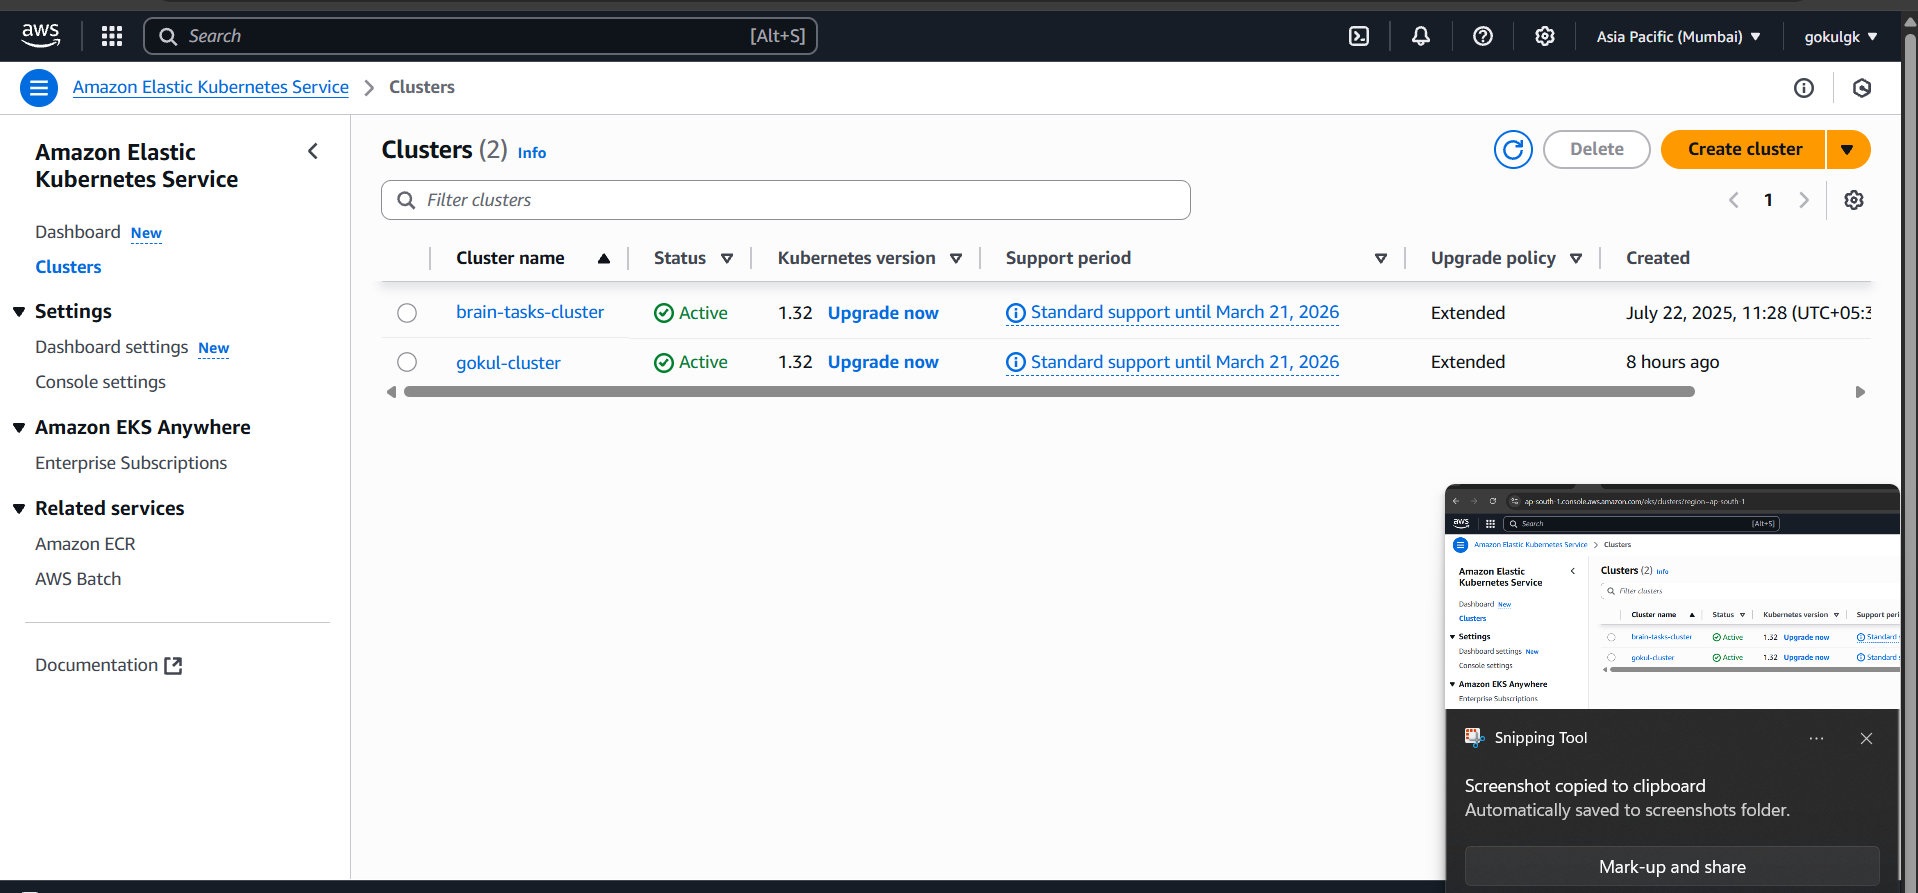 aws
Search [Alt+S]
Asia Pacific (Mumbai)
gokulgk
Amazon Elastic Kubernetes Service
Clusters
Amazon Elastic
Kubernetes Service
Dashboard New
Clusters
Settings
Dashboard settings New
Console settings
Amazon EKS Anywhere
Enterprise Subscriptions
Related services
Amazon ECR
AWS Batch
Documentation
Clusters (2) Info
Delete
Create cluster
Filter clusters
1
Cluster name Status Kubernetes version Support period Upgrade policy Created
brain-tasks-cluster Active 1.32 Upgrade now Standard support until March 21, 2026 Extended July 22, 2025, 11:28 (UTC+05:3
gokul-cluster Active 1.32 Upgrade now Standard support until March 21, 2026 Extended 8 hours ago
ap-south-1.console.aws.amazon.com/eks/clusters?region=ap-south-1
aws
Search [Alt+S]
Amazon Elastic Kubernetes Service
Clusters
Amazon Elastic
Kubernetes Service
Dashboard New
Clusters
Settings
Dashboard settings New
Console settings
Amazon EKS Anywhere
Enterprise Subscriptions
Clusters (2) Info
Filter clusters
Cluster name Status Kubernetes version Support peri
brain-tasks-cluster Active 1.32 Upgrade now Standard
gokul-cluster Active 1.32 Upgrade now Standard
Snipping Tool
Screenshot copied to clipboard
Automatically saved to screenshots folder.
Mark-up and share